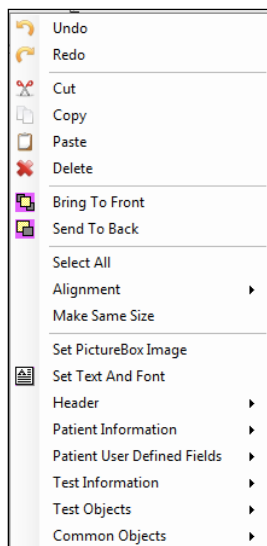 Undo
Redo
Cut
Copy
Paste
Delete
Bring To Front
Send To Back
Select All
Alignment
Make Same Size
Set PictureBox Image
Set Text And Font
Header
Patient Information
Patient User Defined Fields
Test Information
Test Objects
Common Objects